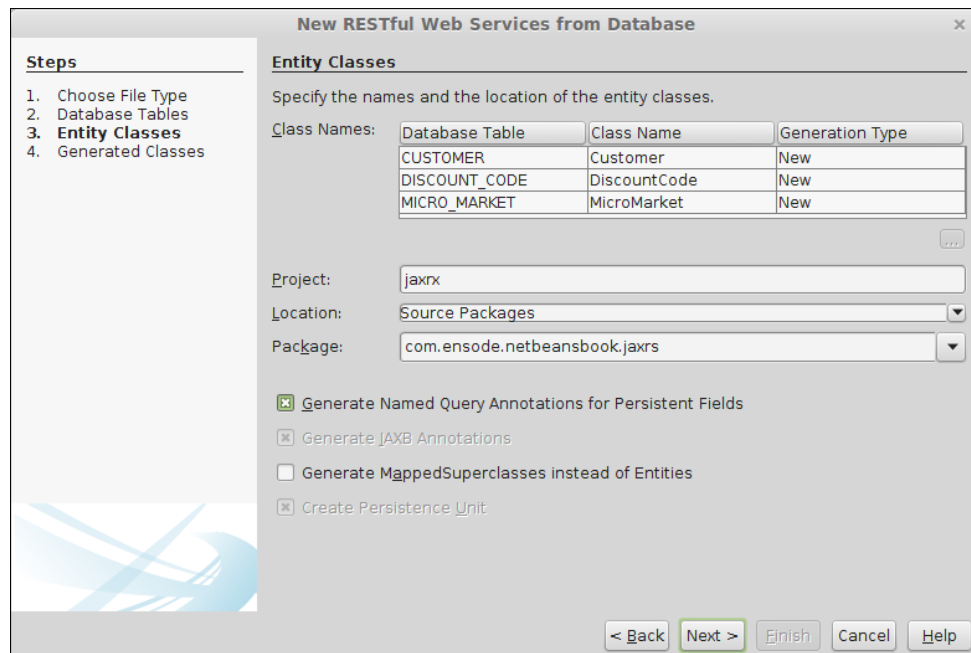 New RESTful Web Services from Database
×
Steps
1. Choose File Type
2. Database Tables
3. Entity Classes
4. Generated Classes
Entity Classes
Specify the names and the location of the entity classes.
Class Names:
Database Table Class Name Generation Type
CUSTOMER Customer New
DISCOUNT_CODE DiscountCode New
MICRO_MARKET MicroMarket New
...
Project: jaxrx
Location: Source Packages
Package: com.ensode.netbeansbook.jaxrs
Generate Named Query Annotations for Persistent Fields
Generate JAXB Annotations
Generate MappedSuperclasses instead of Entities
Create Persistence Unit
< Back Next > Finish Cancel Help